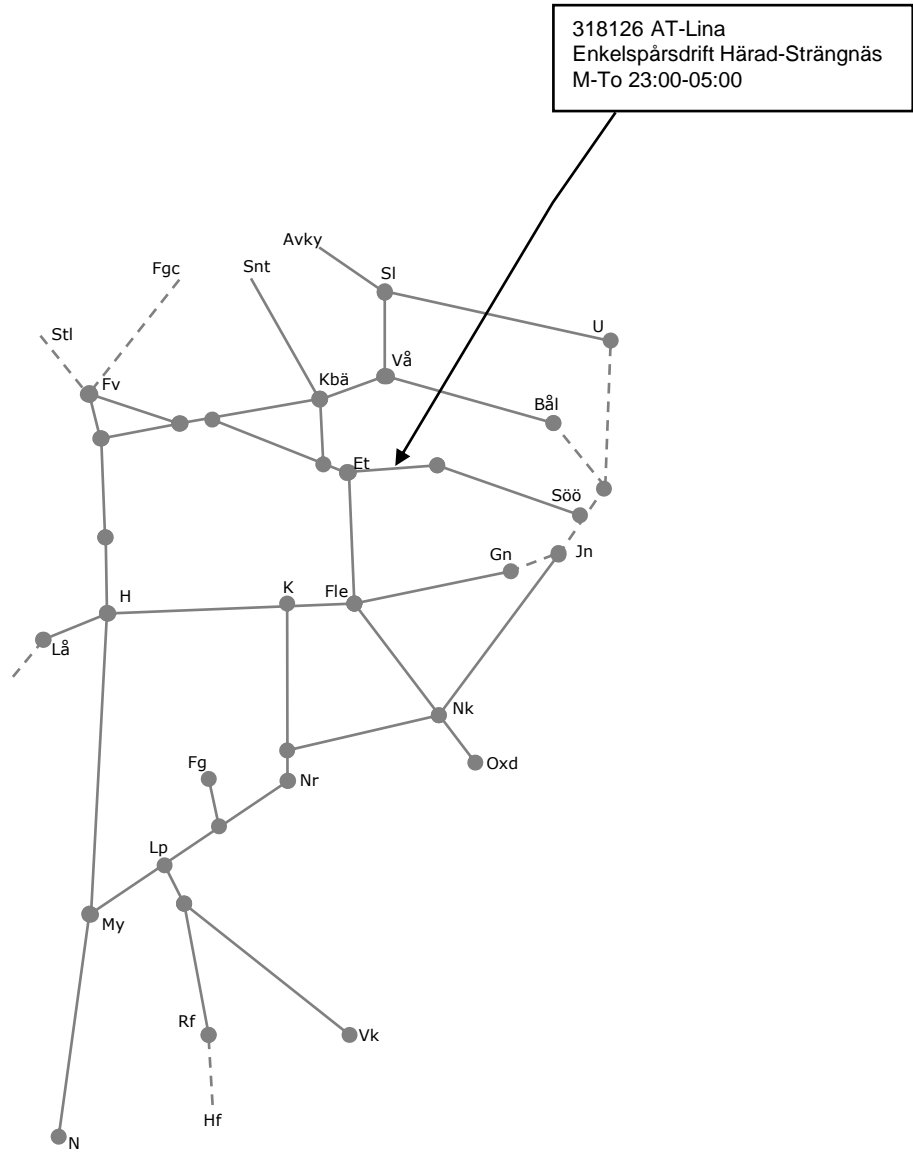 318126 AT-Lina
Enkelspårsdrift Härad-Strängnäs
M-To 23:00-05:00
Avky
Fgc
Snt
Sl
Stl
U
Vå
Fv
Kbä
Bål
Et
Söö
Gn
Jn
K
Fle
H
Lå
Nk
Fg
Oxd
Nr
Lp
My
Rf
Vk
Hf
N